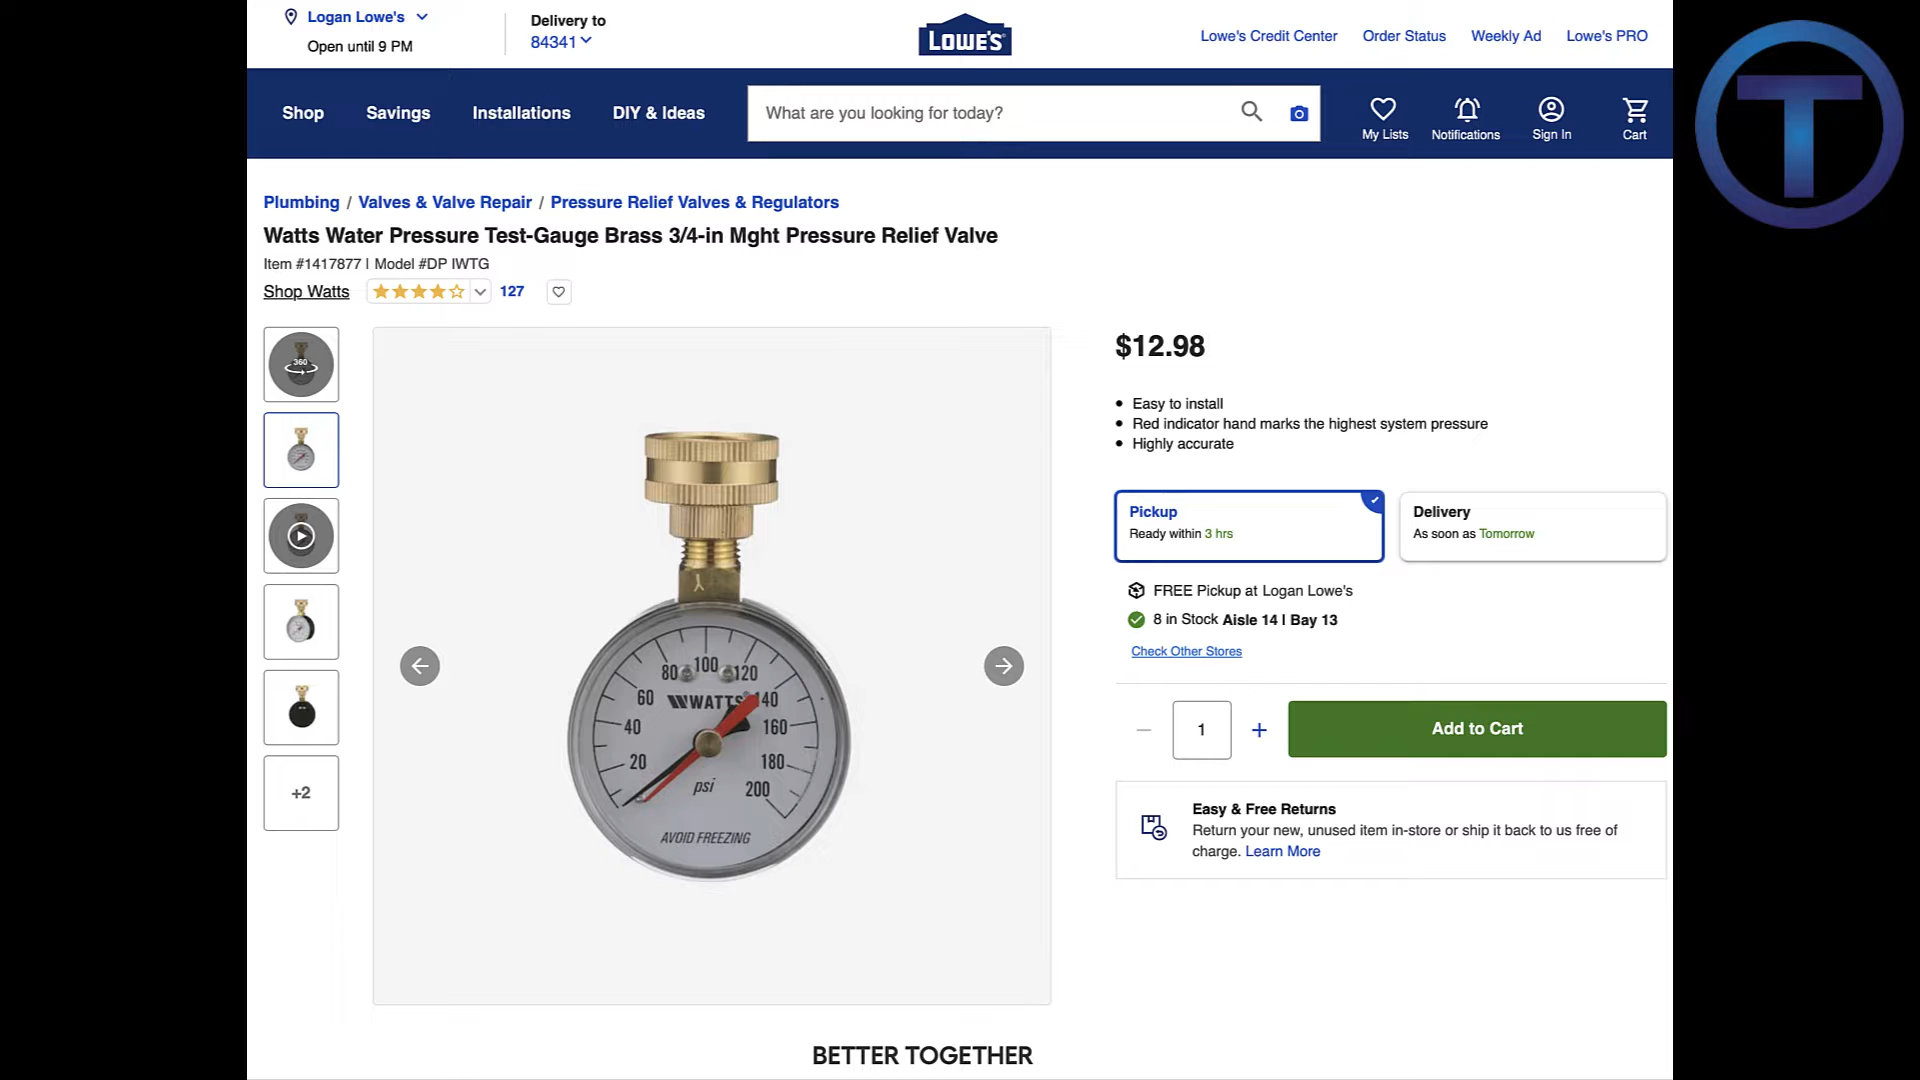 Logan Lowe's
Open until 9 PM
Delivery to
84341
LOWE'S
Lowe's Credit Center
Order Status
Weekly Ad
Lowe's PRO
Shop
Savings
Installations
DIY & Ideas
What are you looking for today?
My Lists
Notifications
Sign In
Cart
T
Plumbing / Valves & Valve Repair / Pressure Relief Valves & Regulators
Watts Water Pressure Test-Gauge Brass 3/4-in Mght Pressure Relief Valve
Item #1417877 | Model #DP IWTG
Shop Watts
127
360
+2
20
40
60
80
100
120
140
160
180
200
WATTS
psi
AVOID FREEZING
$12.98
Easy to install
Red indicator hand marks the highest system pressure
Highly accurate
Pickup
Ready within 3 hrs
Delivery
As soon as Tomorrow
FREE Pickup at Logan Lowe's
8 in Stock Aisle 14 | Bay 13
Check Other Stores
1
Add to Cart
Easy & Free Returns
Return your new, unused item in-store or ship it back to us free of
charge. Learn More
BETTER TOGETHER